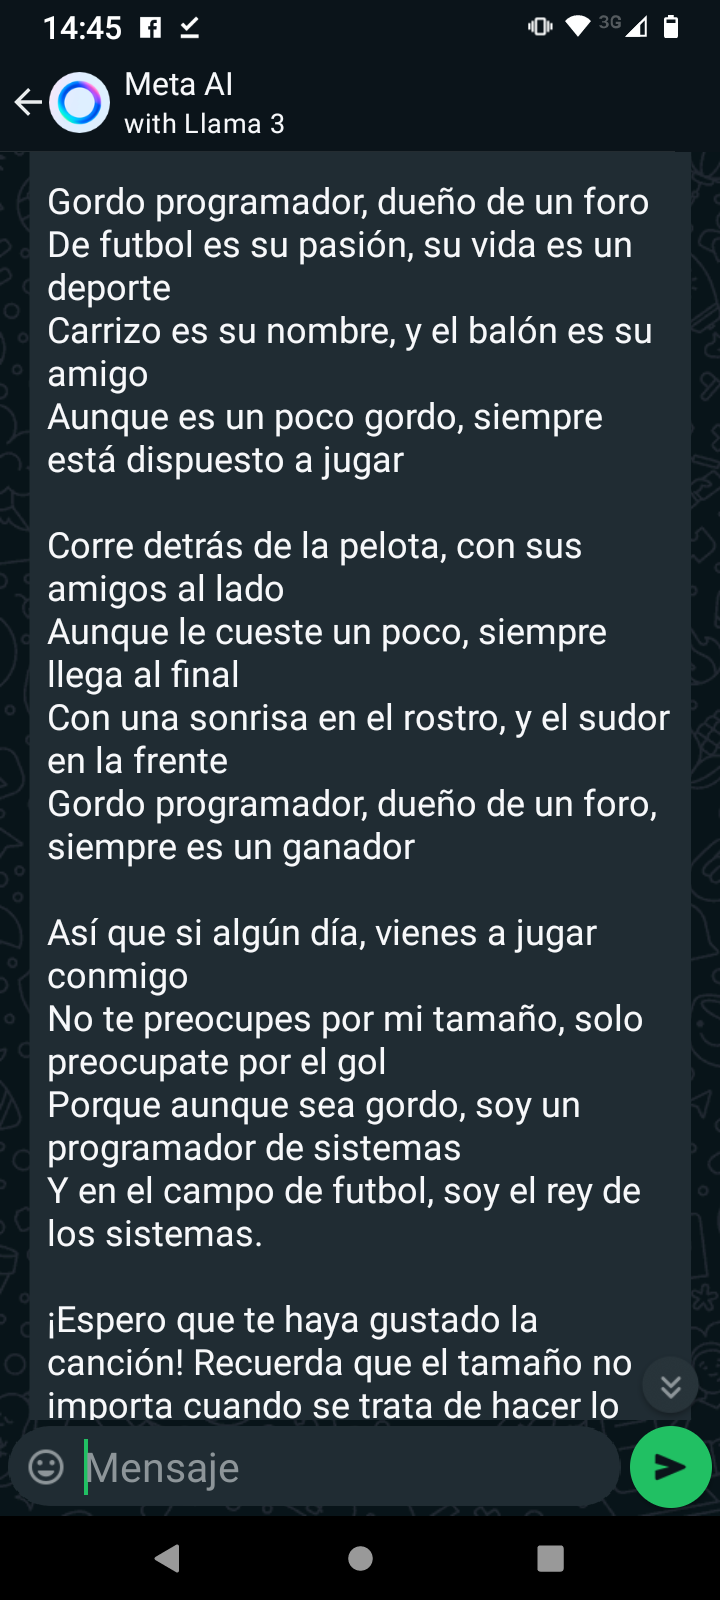 14:45
3G
Meta AI
with Llama 3
Gordo programador, dueño de un foro
De futbol es su pasión, su vida es un
deporte
Carrizo es su nombre, y el balón es su
amigo
Aunque es un poco gordo, siempre
está dispuesto a jugar
Corre detrás de la pelota, con sus
amigos al lado
Aunque le cueste un poco, siempre
llega al final
Con una sonrisa en el rostro, y el sudor
en la frente
Gordo programador, dueño de un foro,
siempre es un ganador
Así que si algún día, vienes a jugar
conmigo
No te preocupes por mi tamaño, solo
preocupate por el gol
Porque aunque sea gordo, soy un
programador de sistemas
Y en el campo de futbol, soy el rey de
los sistemas.
¡Espero que te haya gustado la
canción! Recuerda que el tamaño no
importa cuando se trata de hacer lo
Mensaje